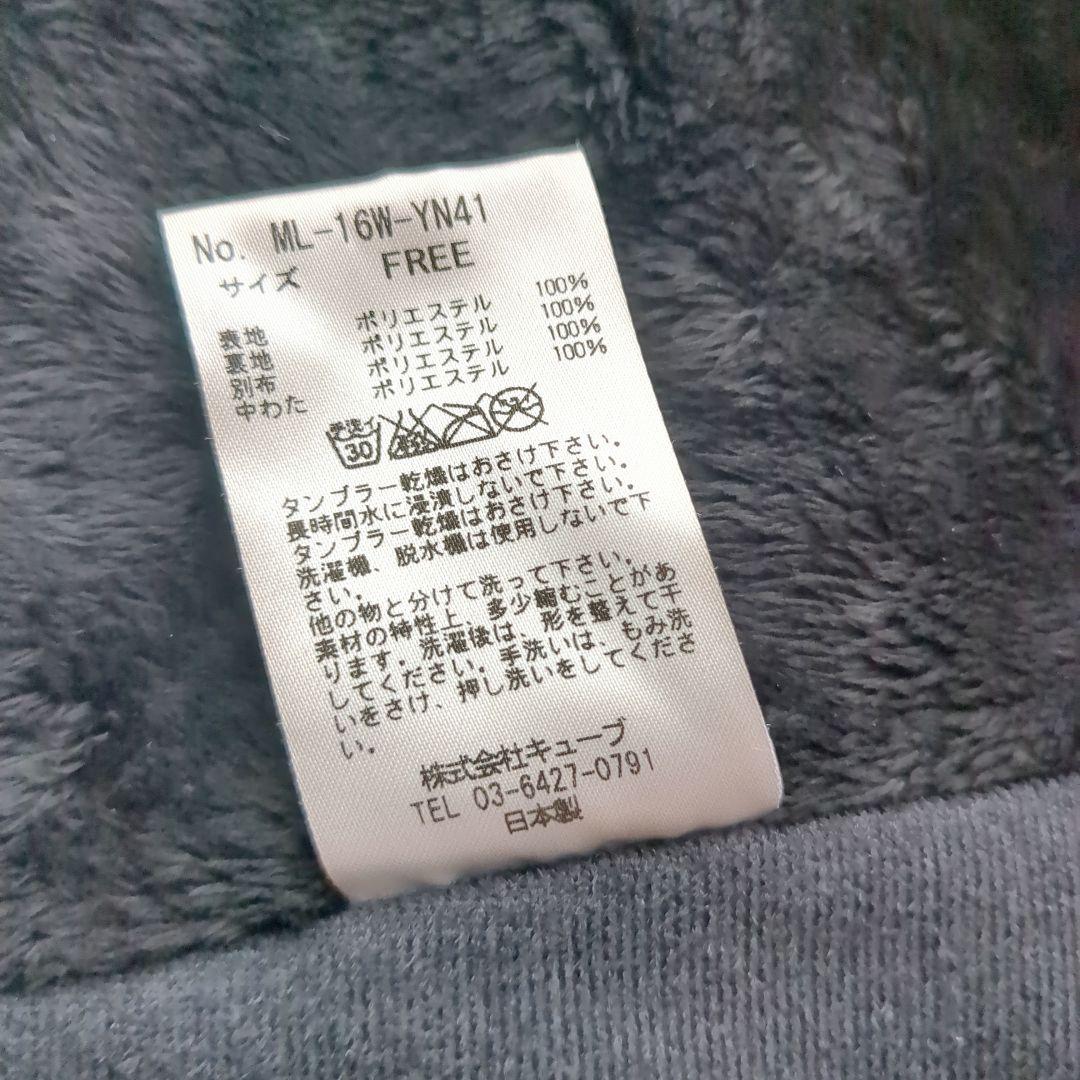 No. ML-16W-YN41
サイズ FREE
表地 ポリエステル 100%
裏地 ポリエステル 100%
別布 ポリエステル 100%
中わた ポリエステル 100%
手洗イ
30
タンブラー乾燥はおさけ下さい。
長時間水に浸漬しないで下さい。
タンブラー乾燥はおさけ下さい。
洗濯機、脱水機は使用しないで下
さい。
他の物と分けて洗って下さい。
素材の特性上、多少縮むことがあ
ります。洗濯後は、形を整えて干
してください。手洗いは、もみ洗
いをさけ、押し洗いをしてくださ
い。
株式会社キューブ
TEL 03-6427-0791
日本製